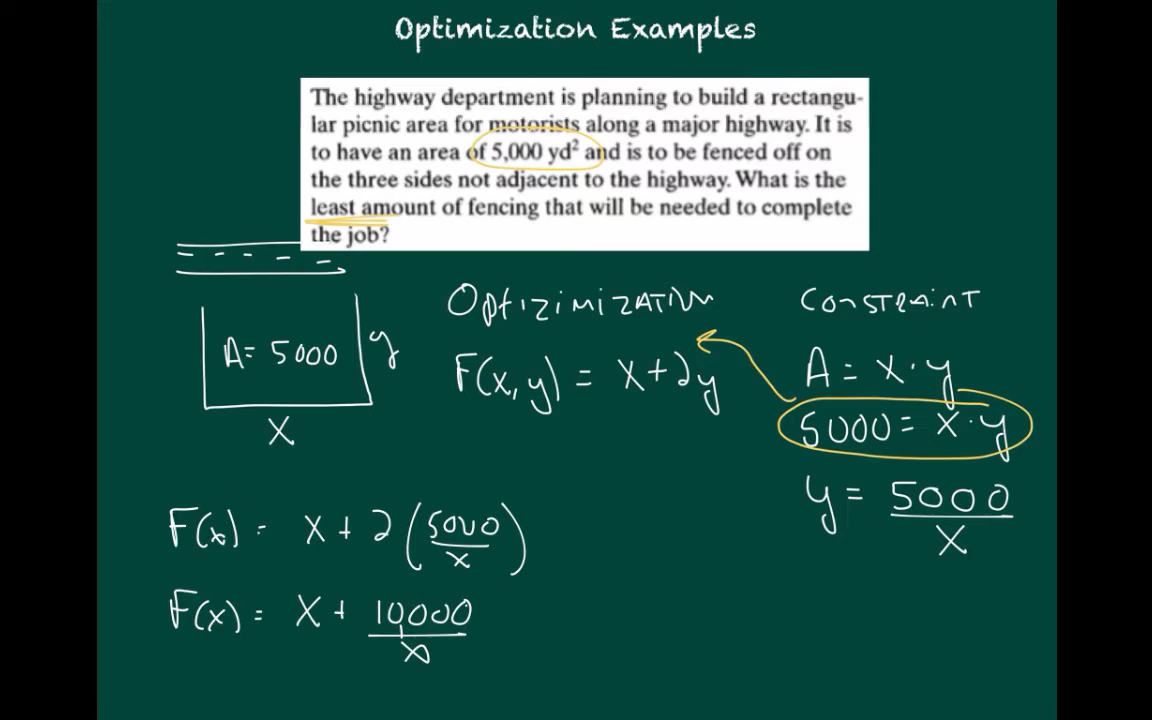 Optimization Examples
The highway department is planning to build a rectangu-
lar picnic area for motorists along a major highway. It is
to have an area of 5,000 yd² and is to be fenced off on
the three sides not adjacent to the highway. What is the
least amount of fencing that will be needed to complete
the job?
A = 5000
y
x
Optizimization
F(x, y) = x + 2y
Constraint
A = x · y
5000 = x · y
y = 5000/x
F(x) = x + 2(5000/x)
F(x) = x + 10000/x